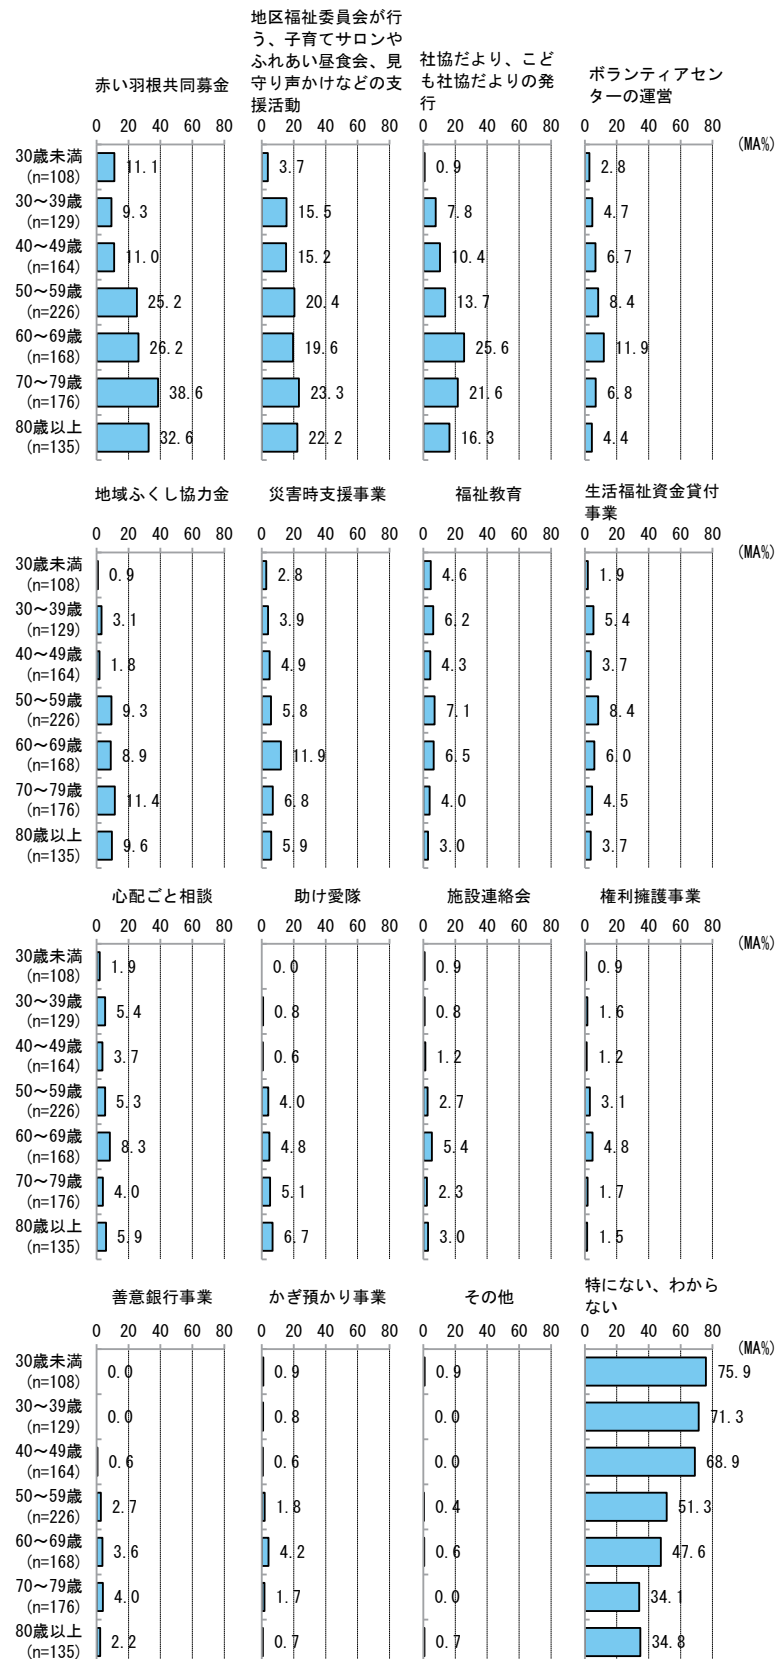 赤い羽根共同募金
地区福祉委員会が行
う、子育てサロンや
ふれあい昼食会、見
守り声かけなどの支
援活動
社協だより、こど
も社協だよりの発
行
ボランティアセン
ターの運営
0 20 40 60 80 0 20 40 60 80 0 20 40 60 80 0 20 40 60 80
(MA%)
30歳未満
(n=108)
11.1 3.7 0.9 2.8
30～39歳
(n=129)
9.3 15.5 7.8 4.7
40～49歳
(n=164)
11.0 15.2 10.4 6.7
50～59歳
(n=226)
25.2 20.4 13.7 8.4
60～69歳
(n=168)
26.2 19.6 25.6 11.9
70～79歳
(n=176)
38.6 23.3 21.6 6.8
80歳以上
(n=135)
32.6 22.2 16.3 4.4
地域ふくし協力金
災害時支援事業
福祉教育
生活福祉資金貸付
事業
0 20 40 60 80 0 20 40 60 80 0 20 40 60 80 0 20 40 60 80
(MA%)
30歳未満
(n=108)
0.9 2.8 4.6 1.9
30～39歳
(n=129)
3.1 3.9 6.2 5.4
40～49歳
(n=164)
1.8 4.9 4.3 3.7
50～59歳
(n=226)
9.3 5.8 7.1 8.4
60～69歳
(n=168)
8.9 11.9 6.5 6.0
70～79歳
(n=176)
11.4 6.8 4.0 4.5
80歳以上
(n=135)
9.6 5.9 3.0 3.7
心配ごと相談
助け愛隊
施設連絡会
権利擁護事業
0 20 40 60 80 0 20 40 60 80 0 20 40 60 80 0 20 40 60 80
(MA%)
30歳未満
(n=108)
1.9 0.0 0.9 0.9
30～39歳
(n=129)
5.4 0.8 0.8 1.6
40～49歳
(n=164)
3.7 0.6 1.2 1.2
50～59歳
(n=226)
5.3 4.0 2.7 3.1
60～69歳
(n=168)
8.3 4.8 5.4 4.8
70～79歳
(n=176)
4.0 5.1 2.3 1.7
80歳以上
(n=135)
5.9 6.7 3.0 1.5
善意銀行事業
かぎ預かり事業
その他
特にない、わから
ない
0 20 40 60 80 0 20 40 60 80 0 20 40 60 80 0 20 40 60 80
(MA%)
30歳未満
(n=108)
0.0 0.9 0.9 75.9
30～39歳
(n=129)
0.0 0.8 0.0 71.3
40～49歳
(n=164)
0.6 0.6 0.0 68.9
50～59歳
(n=226)
2.7 1.8 0.4 51.3
60～69歳
(n=168)
3.6 4.2 0.6 47.6
70～79歳
(n=176)
4.0 1.7 0.0 34.1
80歳以上
(n=135)
2.2 0.7 0.7 34.8